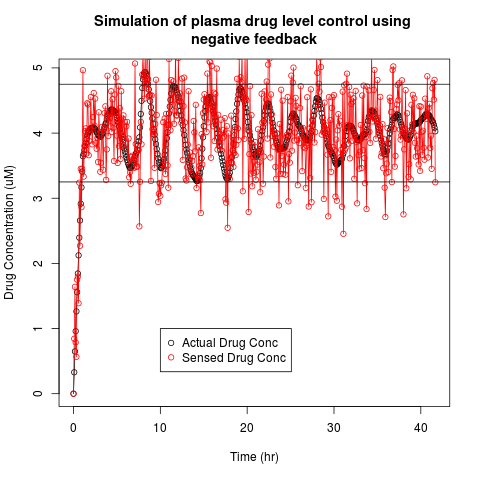 Simulation of plasma drug level control using
negative feedback
Drug Concentration (uM)
5
4
3
2
1
0
Actual Drug Conc
Sensed Drug Conc
0 10 20 30 40
Time (hr)